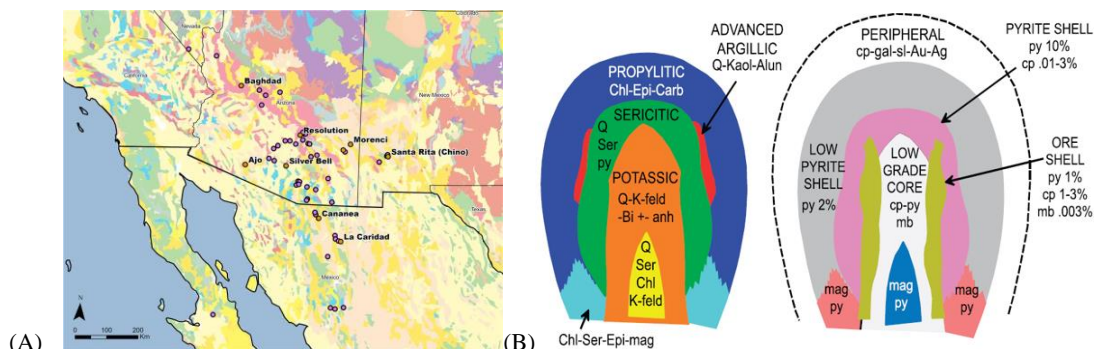 Nevada
Colorado
California
Baghdad
Arizona
New Mexico
Resolution
Morenci
Santa Rita (Chino)
Ajo
Silver Bell
Texas
Cananea
La Caridad
Mexico
N
0 50 100 200
Km
(A)
ADVANCED
ARGILLIC
Q-Kaol-Alun
PROPYLITIC
Chl-Epi-Carb
SERICITIC
Q
Ser
py
POTASSIC
Q-K-feld
-Bi +- anh
Q
Ser
Chl
K-feld
Chl-Ser-Epi-mag
(B)
PERIPHERAL
cp-gal-sl-Au-Ag
PYRITE SHELL
py 10%
cp .01-3%
LOW
PYRITE
SHELL
py 2%
LOW
GRADE
CORE
cp-py
mb
ORE
SHELL
py 1%
cp 1-3%
mb .003%
mag
py
mag
py
mag
py